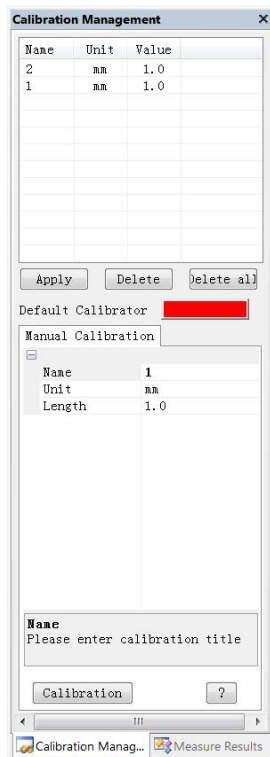 Calibration Management
Name Unit Value
2 mm 1.0
1 mm 1.0
Apply Delete Delete all
Default Calibrator
Manual Calibration
Name 1
Unit mm
Length 1.0
Name
Please enter calibration title
Calibration ?
Calibration Manag... Measure Results